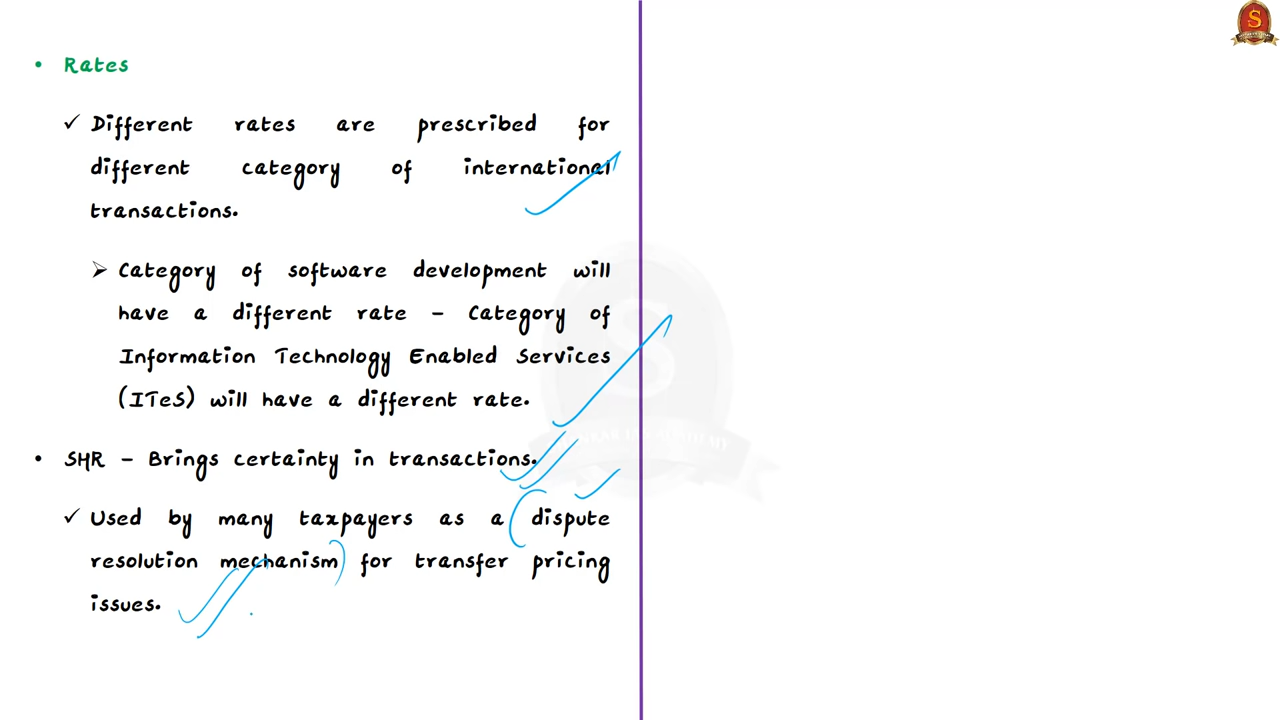 • Rates
✓ Different rates are prescribed for
different category of international
transactions.
➢ Category of software development will
have a different rate – Category of
Information Technology Enabled Services
(ITeS) will have a different rate.
• SHR – Brings certainty in transactions.
✓ Used by many taxpayers as a (dispute
resolution mechanism) for transfer pricing
issues.